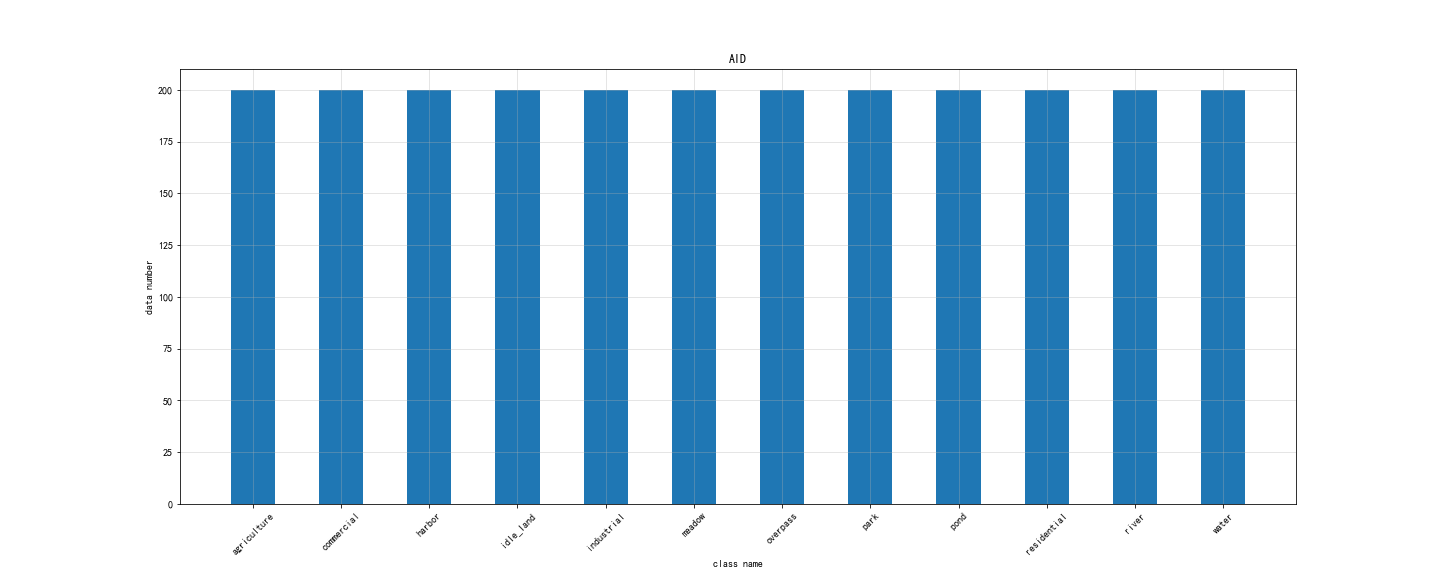 AID
200
175
150
125
100
75
50
25
0
data number
agriculture
commercial
harbor
idle_land
industrial
meadow
overpass
park
pond
residential
river
water
class name